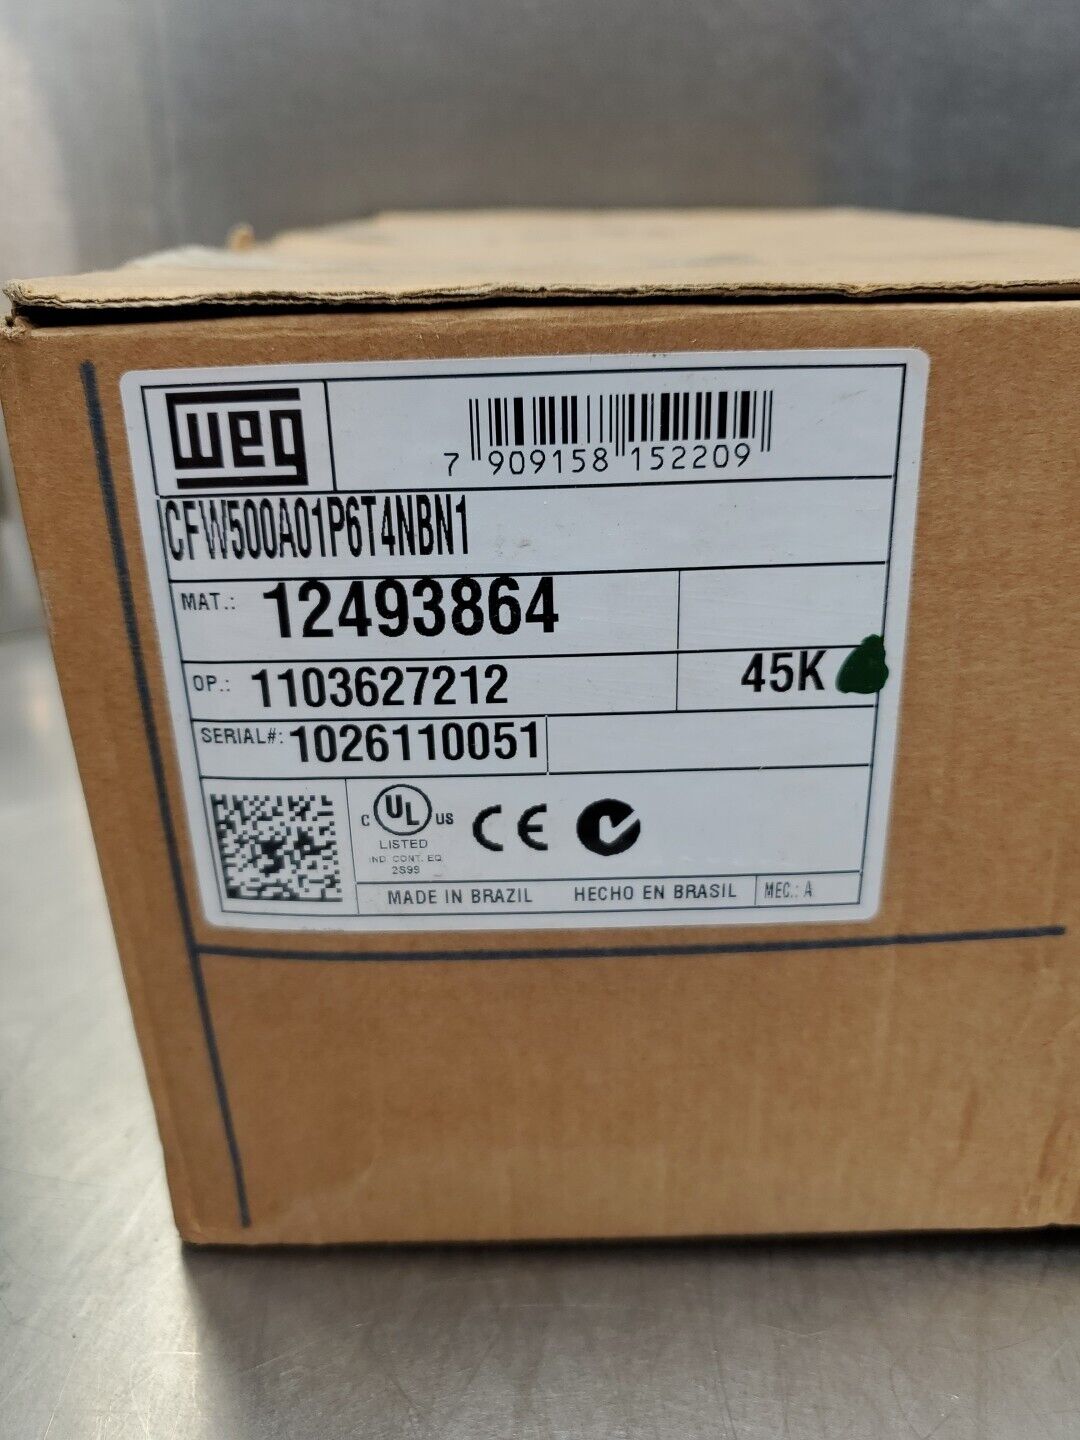 weg
7 909158 152209
CFW500A01P6T4NBN1
MAT.: 12493864
OP.: 1103627212 45K
SERIAL#: 1026110051
C UL US
LISTED
IND. CONT. EQ
2S99
CE
MADE IN BRAZIL HECHO EN BRASIL MEC.: A